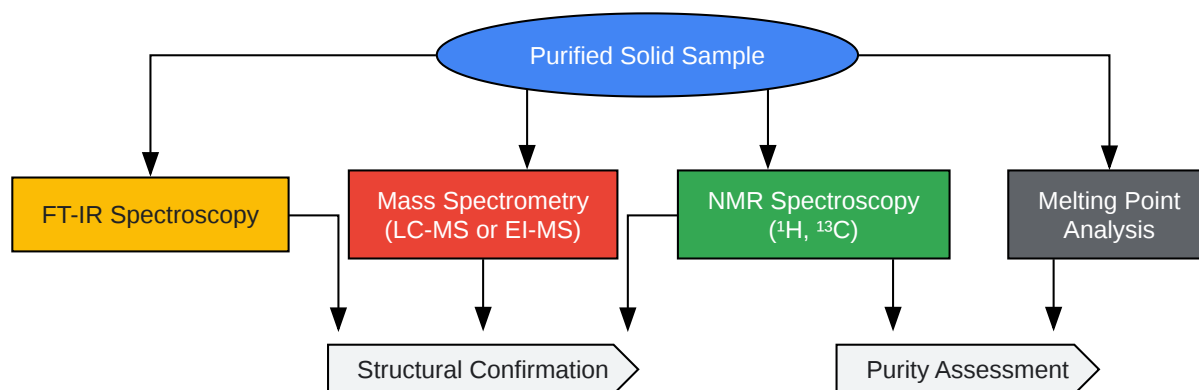 Purified Solid Sample
FT-IR Spectroscopy
Mass Spectrometry
(LC-MS or EI-MS)
NMR Spectroscopy
(¹H, ¹³C)
Melting Point
Analysis
Structural Confirmation
Purity Assessment